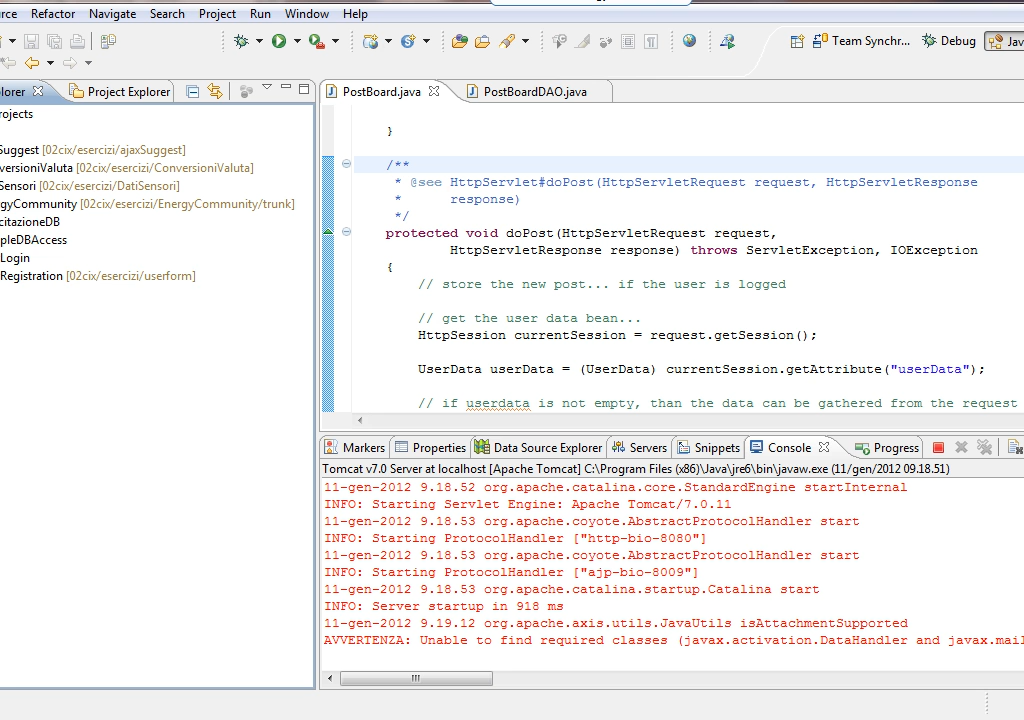 rce Refactor Navigate Search Project Run Window Help
Team Synchr... Debug Jav
lorer Project Explorer
rojects
Suggest [02cix/esercizi/ajaxSuggest]
versioniValuta [02cix/esercizi/ConversioniValuta]
Sensori [02cix/esercizi/DatiSensori]
gyCommunity [02cix/esercizi/EnergyCommunity/trunk]
citazioneDB
pleDBAccess
Login
Registration [02cix/esercizi/userform]
PostBoard.java PostBoardDAO.java
}
/**
* @see HttpServlet#doPost(HttpServletRequest request, HttpServletResponse
* response)
*/
protected void doPost(HttpServletRequest request,
HttpServletResponse response) throws ServletException, IOException
{
// store the new post... if the user is logged
// get the user data bean...
HttpSession currentSession = request.getSession();
UserData userData = (UserData) currentSession.getAttribute("userData");
// if userdata is not empty, than the data can be gathered from the request
Markers Properties Data Source Explorer Servers Snippets Console Progress
Tomcat v7.0 Server at localhost [Apache Tomcat] C:\Program Files (x86)\Java\jre6\bin\javaw.exe (11/gen/2012 09.18.51)
11-gen-2012 9.18.52 org.apache.catalina.core.StandardEngine startInternal
INFO: Starting Servlet Engine: Apache Tomcat/7.0.11
11-gen-2012 9.18.53 org.apache.coyote.AbstractProtocolHandler start
INFO: Starting ProtocolHandler ["http-bio-8080"]
11-gen-2012 9.18.53 org.apache.coyote.AbstractProtocolHandler start
INFO: Starting ProtocolHandler ["ajp-bio-8009"]
11-gen-2012 9.18.53 org.apache.catalina.startup.Catalina start
INFO: Server startup in 918 ms
11-gen-2012 9.19.12 org.apache.axis.utils.JavaUtils isAttachmentSupported
AVVERTENZA: Unable to find required classes (javax.activation.DataHandler and javax.mail